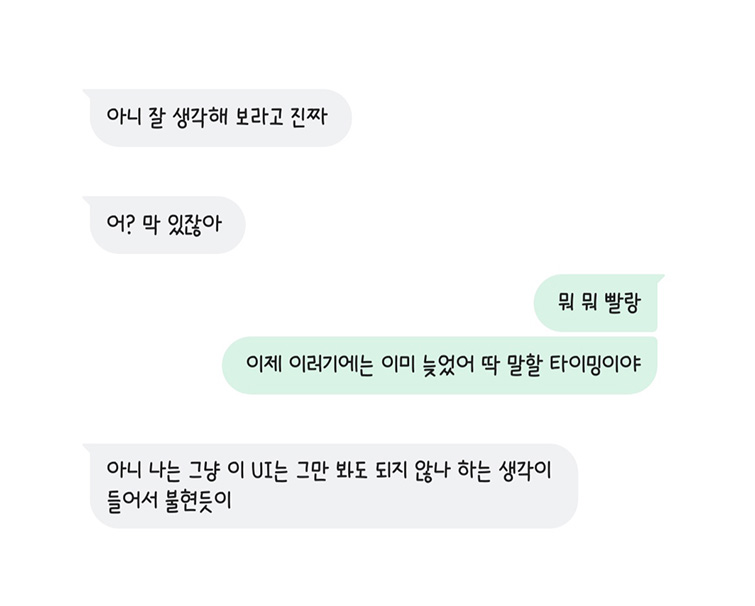 아니 잘 생각해 보라고 진짜
어? 막 있잖아
뭐 뭐 빨랑
이제 이러기에는 이미 늦었어 딱 말할 타이밍이야
아니 나는 그냥 이 UI는 그만 봐도 되지 않나 하는 생각이
들어서 불현듯이